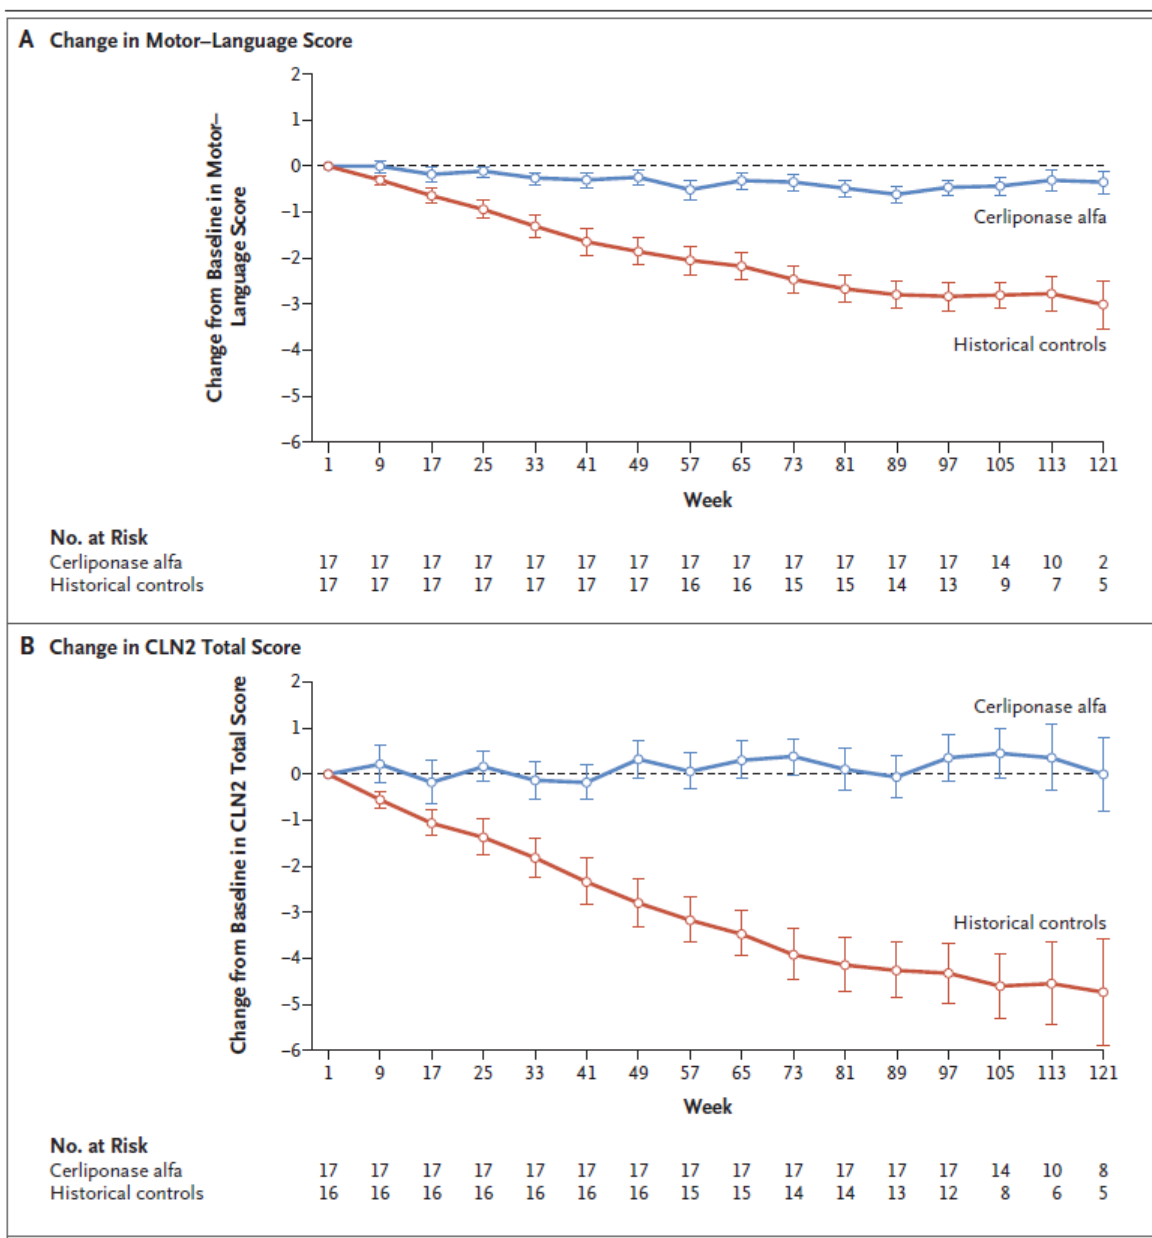 A Change in Motor–Language Score
Change from Baseline in Motor–
Language Score
2
1
0
–1
–2
–3
–4
–5
–6
Cerliponase alfa
Historical controls
1 9 17 25 33 41 49 57 65 73 81 89 97 105 113 121
Week
No. at Risk
Cerliponase alfa 17 17 17 17 17 17 17 17 17 17 17 17 17 14 10 2
Historical controls 17 17 17 17 17 17 17 16 16 15 15 14 13 9 7 5
B Change in CLN2 Total Score
Change from Baseline in CLN2 Total Score
2
1
0
–1
–2
–3
–4
–5
–6
Cerliponase alfa
Historical controls
1 9 17 25 33 41 49 57 65 73 81 89 97 105 113 121
Week
No. at Risk
Cerliponase alfa 17 17 17 17 17 17 17 17 17 17 17 17 17 14 10 8
Historical controls 16 16 16 16 16 16 16 15 15 14 14 13 12 8 6 5